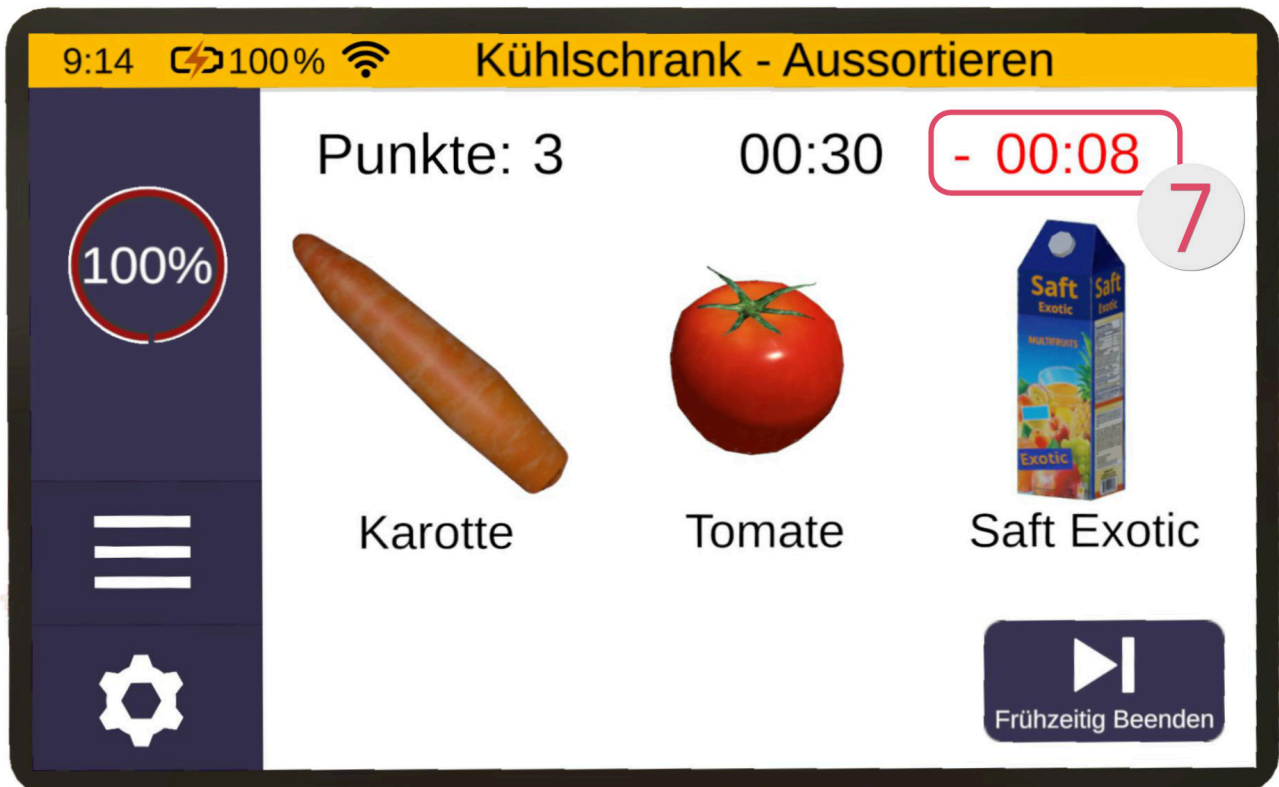 9:14 100% Kühlschrank - Aussortieren
Punkte: 3 00:30 - 00:08
7
100%
Saft Saft
Exotic Exotic
MULTIFRUITS
Exotic
Karotte Tomate Saft Exotic
Frühzeitig Beenden